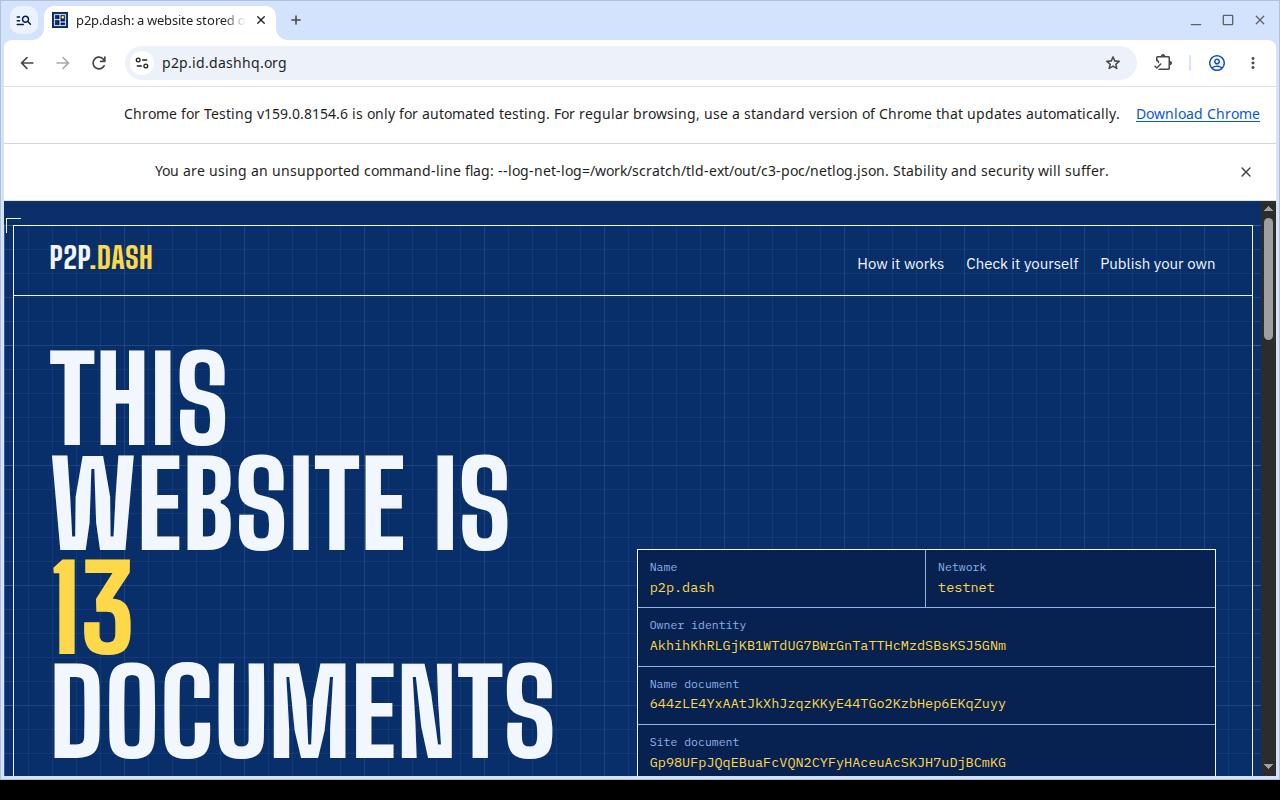 p2p.dash: a website stored o
p2p.id.dashhq.org
Chrome for Testing v159.0.8154.6 is only for automated testing. For regular browsing, use a standard version of Chrome that updates automatically. Download Chrome
You are using an unsupported command-line flag: --log-net-log=/work/scratch/tld-ext/out/c3-poc/netlog.json. Stability and security will suffer.
P2P.DASH
How it works Check it yourself Publish your own
THIS
WEBSITE IS
13
DOCUMENTS
Name
p2p.dash
Network
testnet
Owner identity
AkhihKhRLGjKB1WTdUG7BWrGnTaTTHcMzdSBsKSJ5GNm
Name document
644zLE4YxAAtJkXhJzqzKKyE44TGo2KzbHep6EKqZuyy
Site document
Gp98UFpJQqEBuaFcVQN2CYFyHAceuAcSKJH7uDjBCmKG